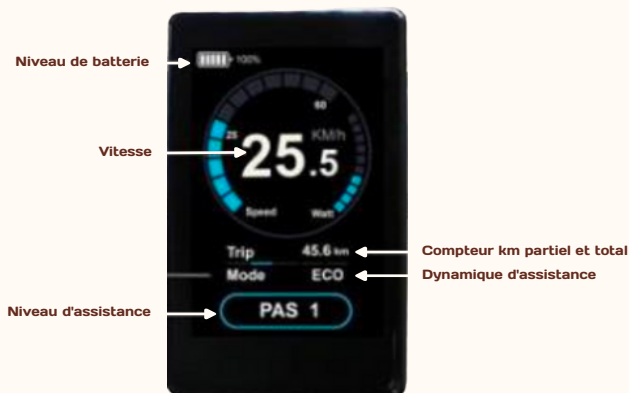 Niveau de batterie
100%
60
25
KM/h
Vitesse
25.5
Speed
Watt
Trip 45.6 km
Compteur km partiel et total
Mode ECO
Dynamique d'assistance
Niveau d'assistance
PAS 1